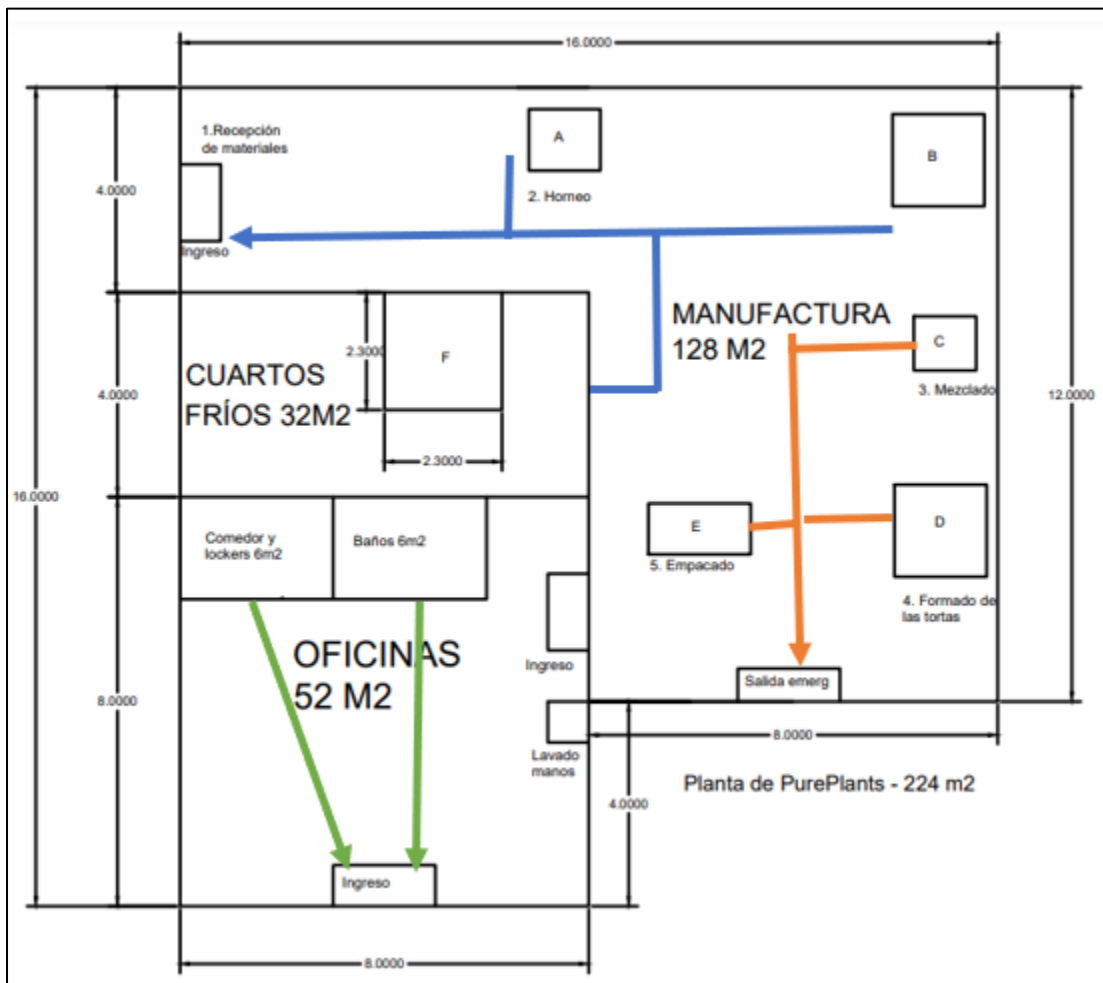 16.0000
1.Recepción
de materiales
A
B
4.0000
2. Horneo
Ingreso
MANUFACTURA
128 M2
2.3000
F
C
CUARTOS
FRÍOS 32M2
4.0000
3. Mezclado
12.0000
2.3000
16.0000
Comedor y
lockers 6m2
Baños 6m2
E
D
5. Empacado
4. Formado de
las tortas
OFICINAS
52 M2
Ingreso
Salida emerg
8.0000
Lavado
manos
8.0000
Planta de PurePlants - 224 m2
4.0000
Ingreso
8.0000